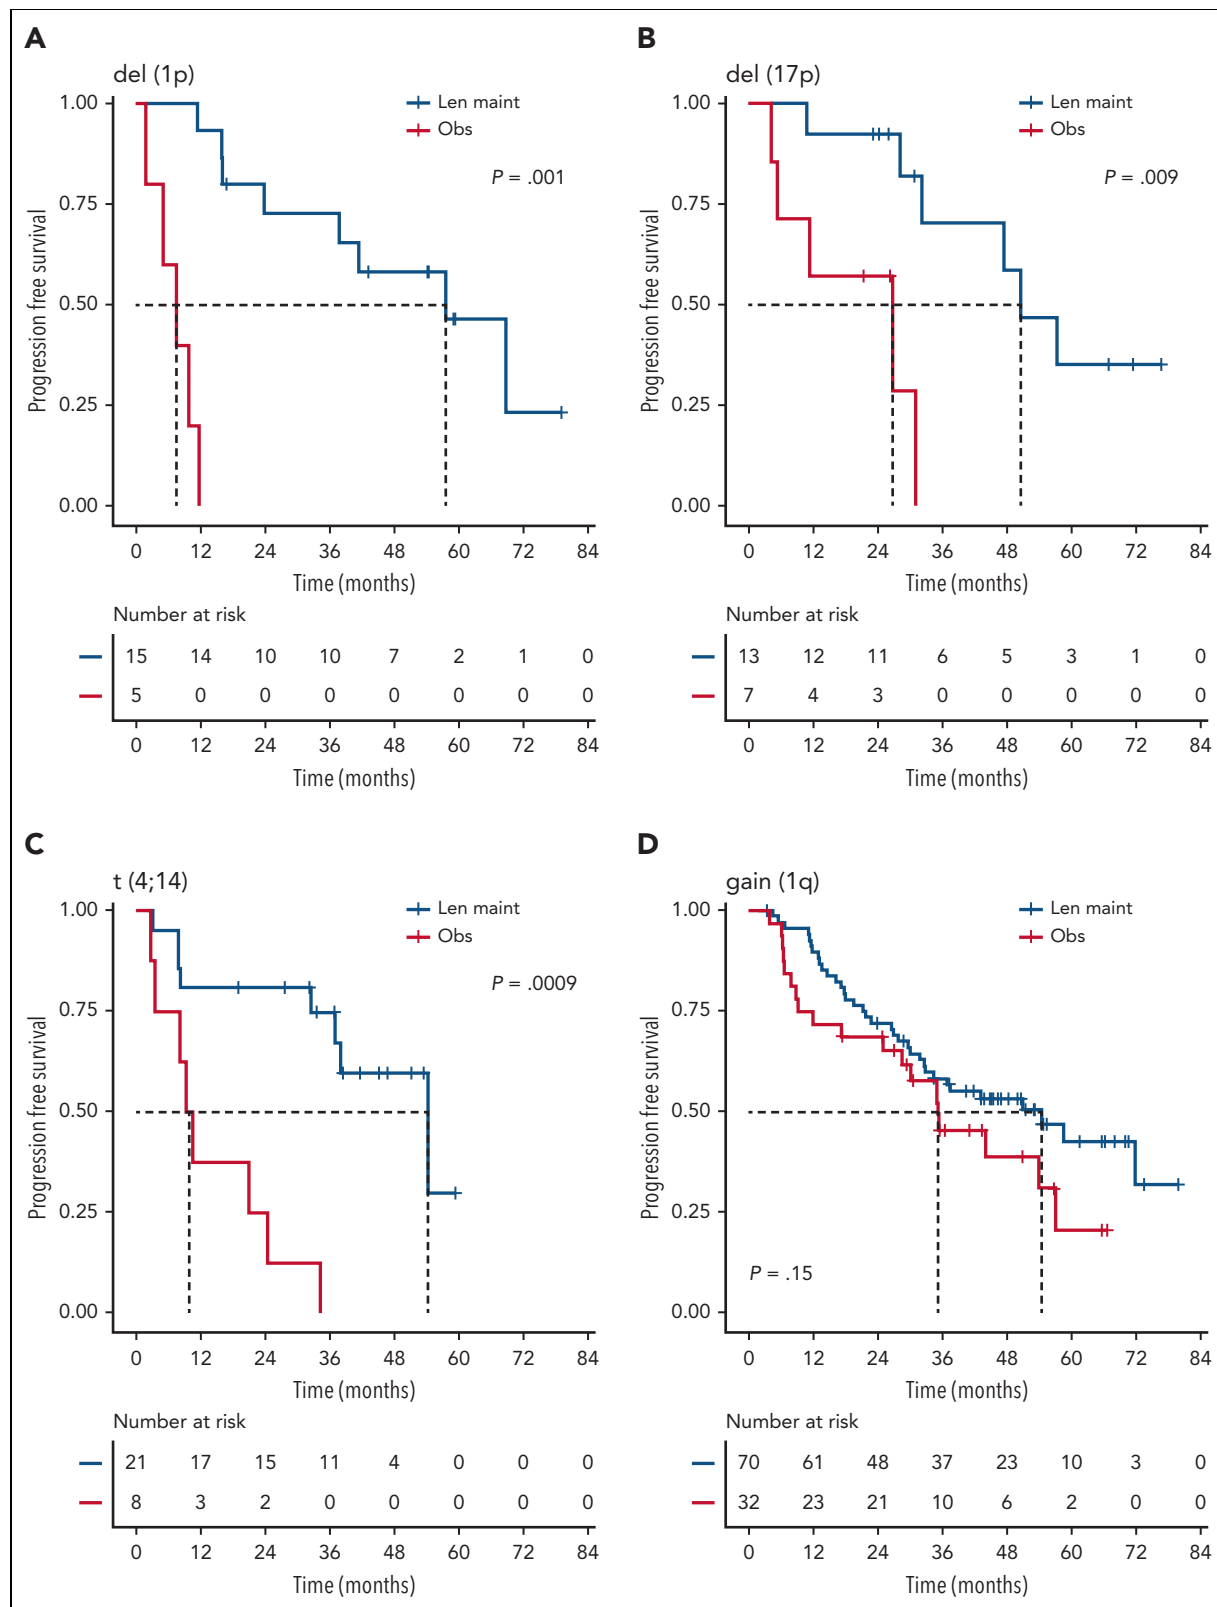 A
del (1p)
Len maint
Obs
P = .001
Progression free survival
1.00
0.75
0.50
0.25
0.00
0 12 24 36 48 60 72 84
Time (months)
Number at risk
15 14 10 10 7 2 1 0
5 0 0 0 0 0 0 0
0 12 24 36 48 60 72 84
Time (months)
B
del (17p)
Len maint
Obs
P = .009
Progression free survival
1.00
0.75
0.50
0.25
0.00
0 12 24 36 48 60 72 84
Time (months)
Number at risk
13 12 11 6 5 3 1 0
7 4 3 0 0 0 0 0
0 12 24 36 48 60 72 84
Time (months)
C
t (4;14)
Len maint
Obs
P = .0009
Progression free survival
1.00
0.75
0.50
0.25
0.00
0 12 24 36 48 60 72 84
Time (months)
Number at risk
21 17 15 11 4 0 0 0
8 3 2 0 0 0 0 0
0 12 24 36 48 60 72 84
Time (months)
D
gain (1q)
Len maint
Obs
P = .15
Progression free survival
1.00
0.75
0.50
0.25
0.00
0 12 24 36 48 60 72 84
Time (months)
Number at risk
70 61 48 37 23 10 3 0
32 23 21 10 6 2 0 0
0 12 24 36 48 60 72 84
Time (months)